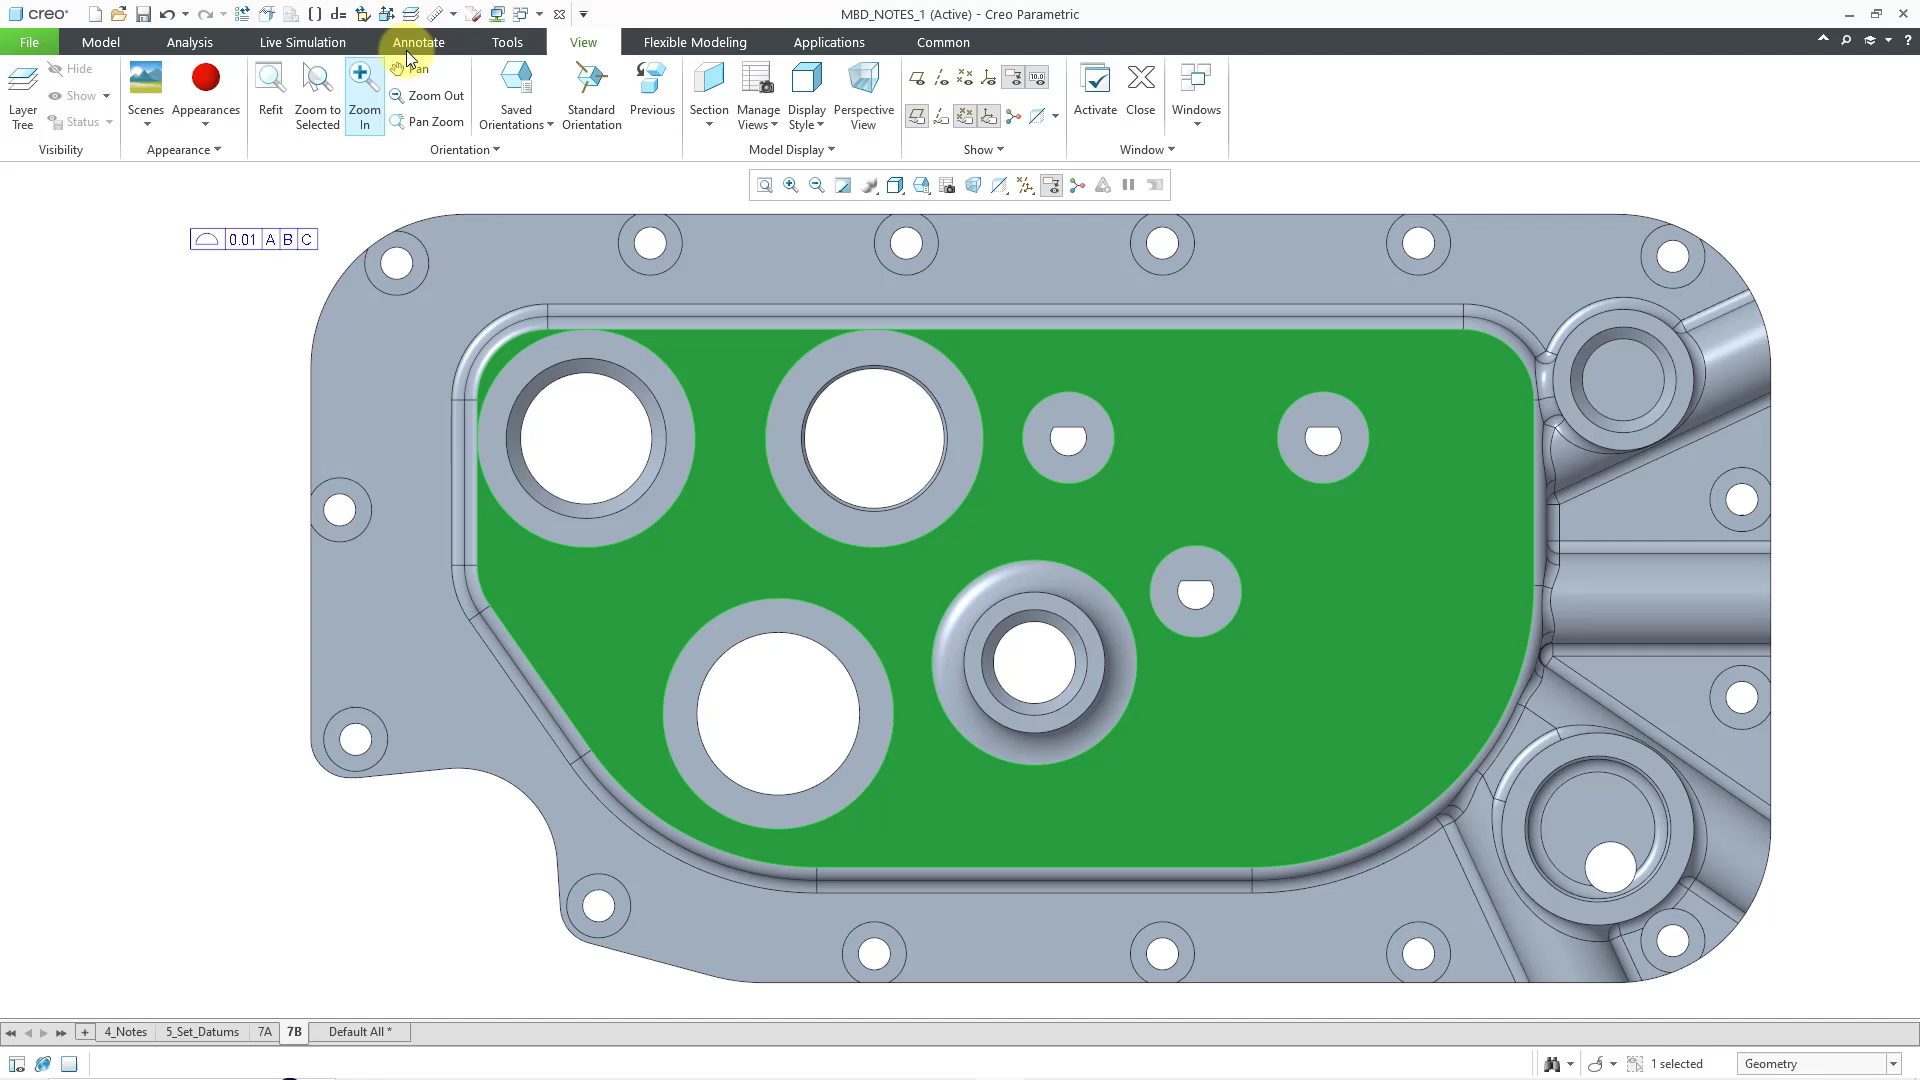 creo
MBD_NOTES_1 (Active) - Creo Parametric
File
Model
Analysis
Live Simulation
Annotate
Tools
View
Flexible Modeling
Applications
Common
Layer
Tree
Hide
Show
Status
Visibility
Scenes
Appearances
Appearance
Refit
Zoom to
Selected
Zoom
In
Pan
Zoom Out
Pan Zoom
Saved
Orientations
Standard
Orientation
Previous
Orientation
Section
Manage
Views
Display
Style
Perspective
View
Model Display
10.0
Show
Activate
Close
Windows
Window
0.01 A B C
4_Notes
5_Set_Datums
7A
7B
Default All *
1 selected
Geometry